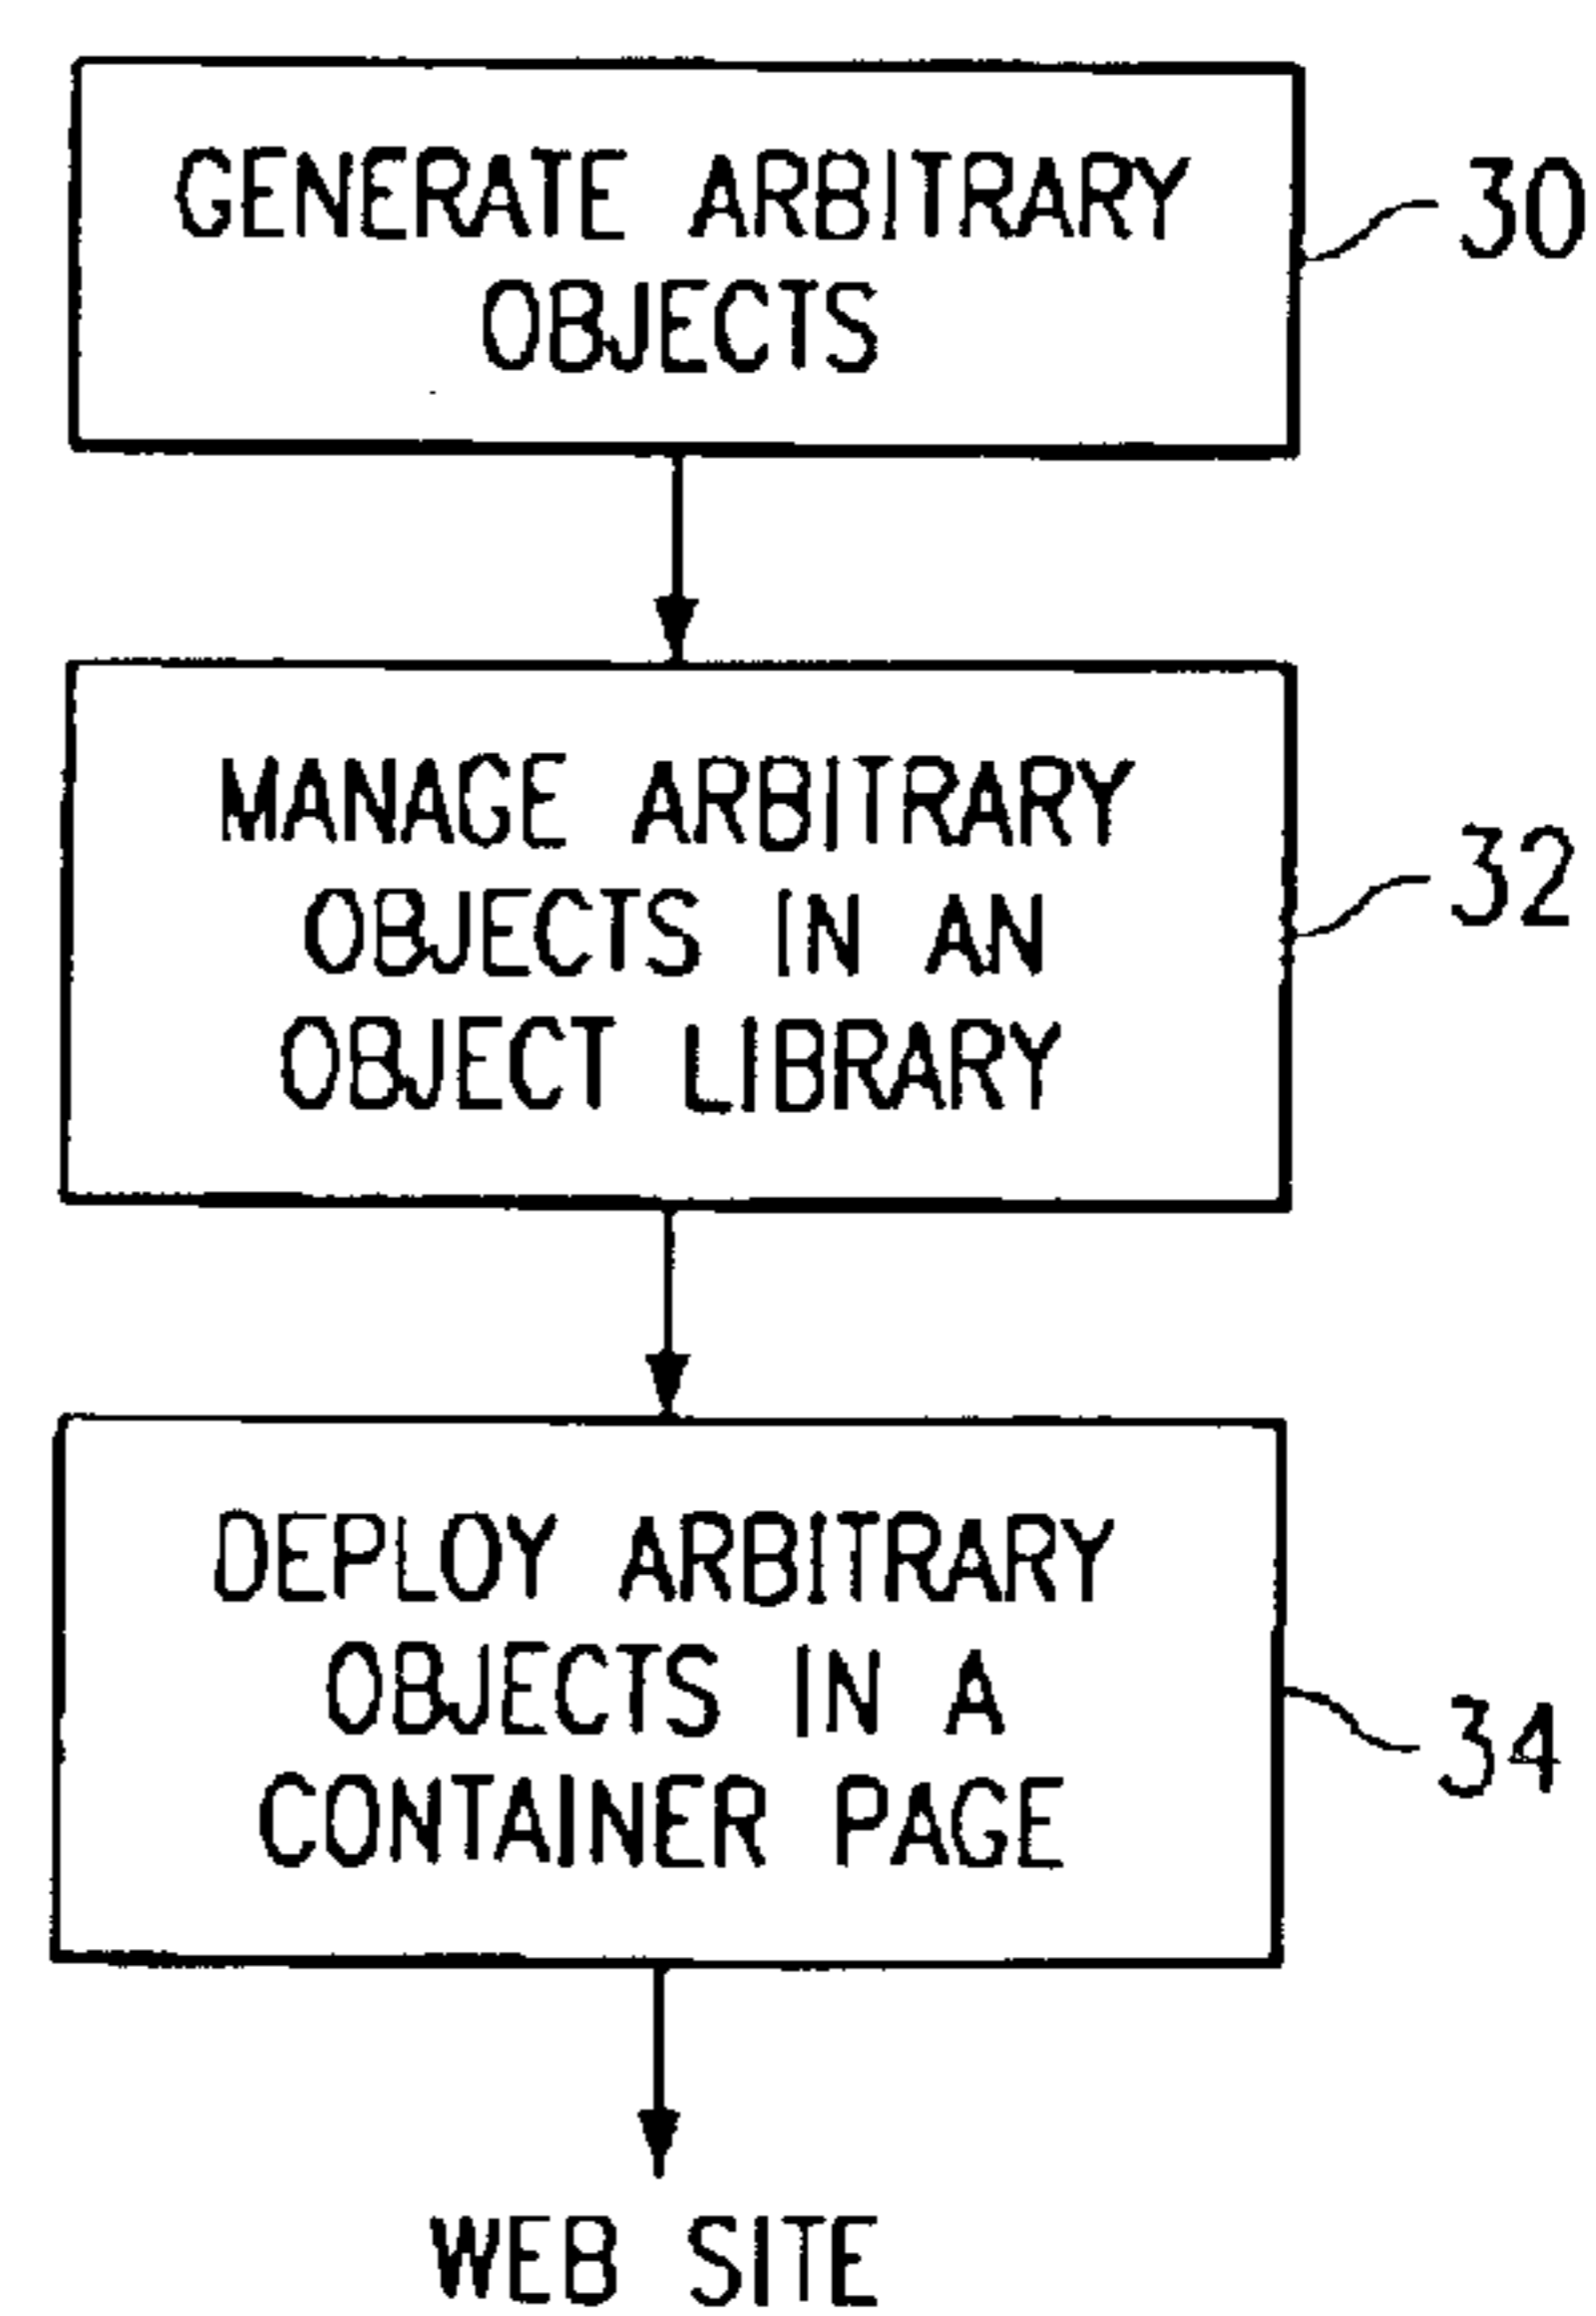 GENERATE ARBITRARY
OBJECTS
30
MANAGE ARBITRARY
OBJECTS IN AN
OBJECT LIBRARY
32
DEPLOY ARBITRARY
OBJECTS IN A
CONTAINER PAGE
34
WEB SITE